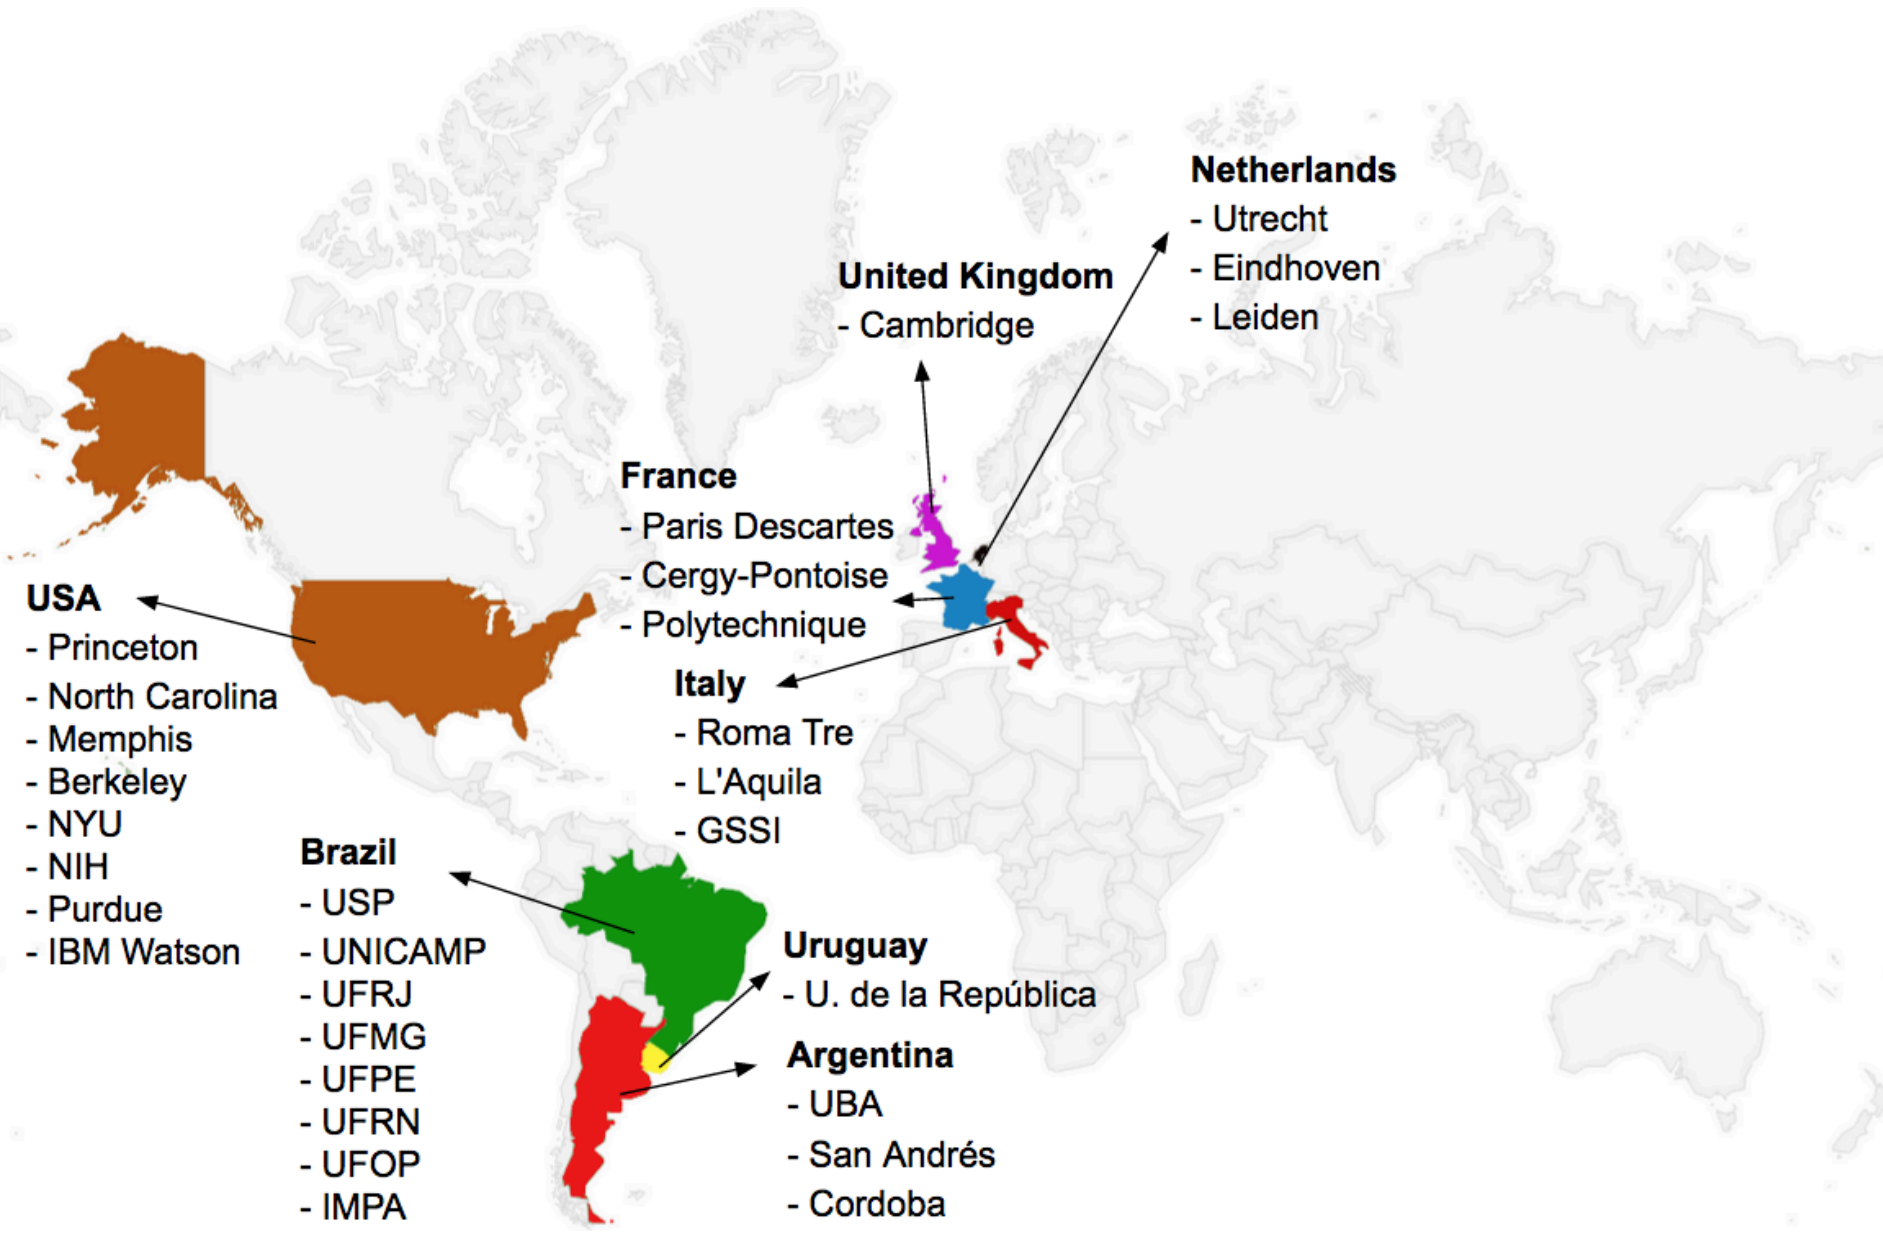 Netherlands
- Utrecht
- Eindhoven
- Leiden
United Kingdom
- Cambridge
France
- Paris Descartes
- Cergy-Pontoise
- Polytechnique
USA
- Princeton
- North Carolina
- Memphis
- Berkeley
- NYU
- NIH
- Purdue
- IBM Watson
Italy
- Roma Tre
- L'Aquila
- GSSI
Brazil
- USP
- UNICAMP
- UFRJ
- UFMG
- UFPE
- UFRN
- UFOP
- IMPA
Uruguay
- U. de la República
Argentina
- UBA
- San Andrés
- Cordoba